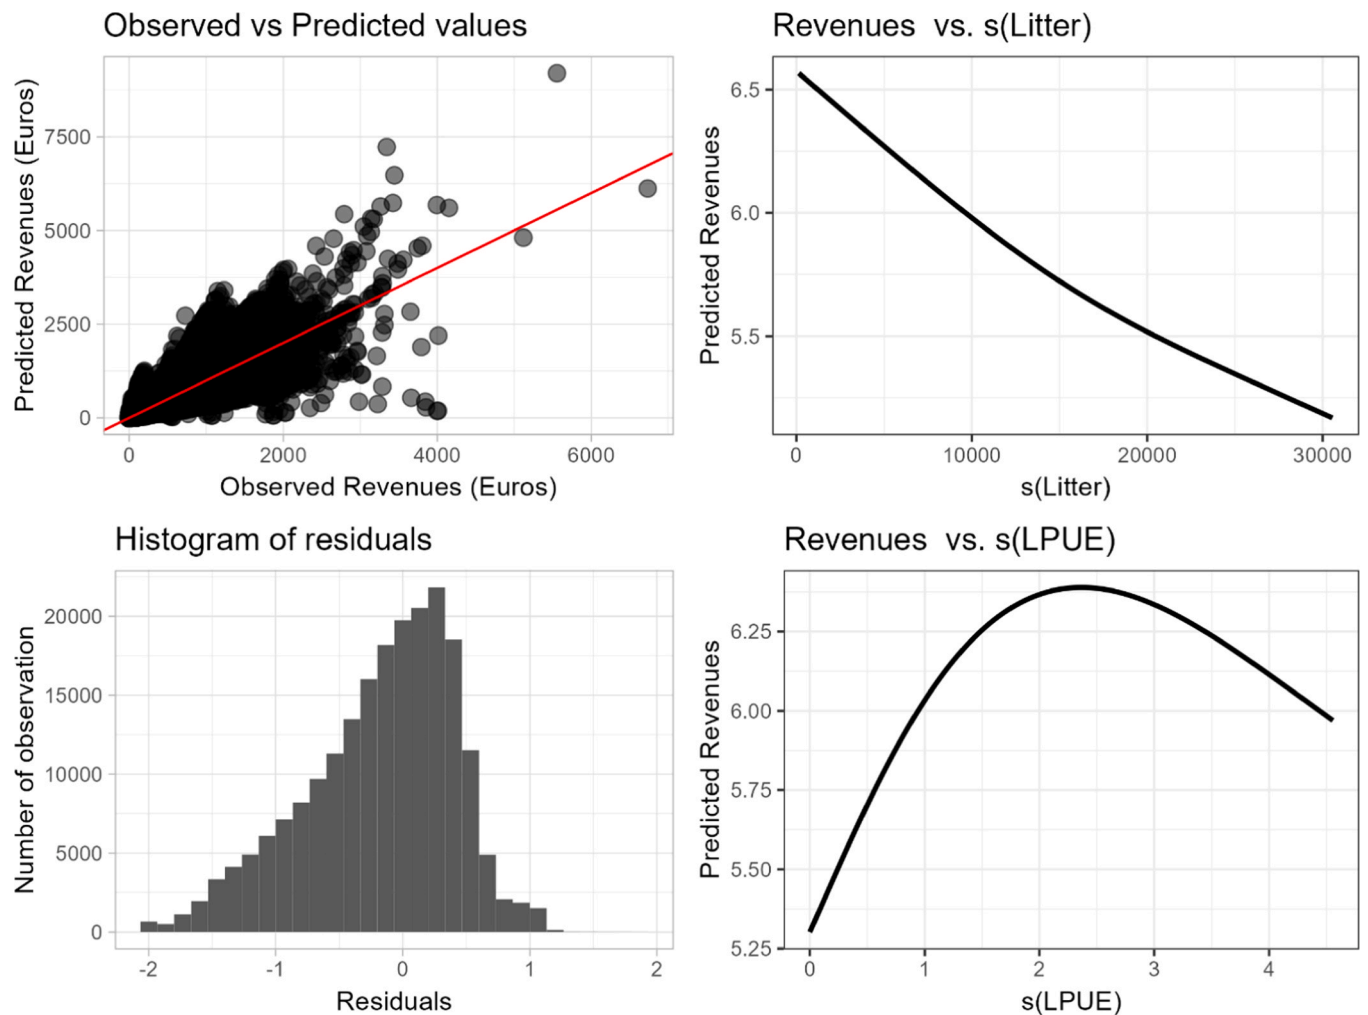 Observed vs Predicted values
Predicted Revenues (Euros)
7500
5000
2500
0
0 2000 4000 6000
Observed Revenues (Euros)
Revenues vs. s(Litter)
Predicted Revenues
6.5
6.0
5.5
0 10000 20000 30000
s(Litter)
Histogram of residuals
Number of observation
20000
15000
10000
5000
0
-2 -1 0 1 2
Residuals
Revenues vs. s(LPUE)
Predicted Revenues
6.25
6.00
5.75
5.50
5.25
0 1 2 3 4
s(LPUE)